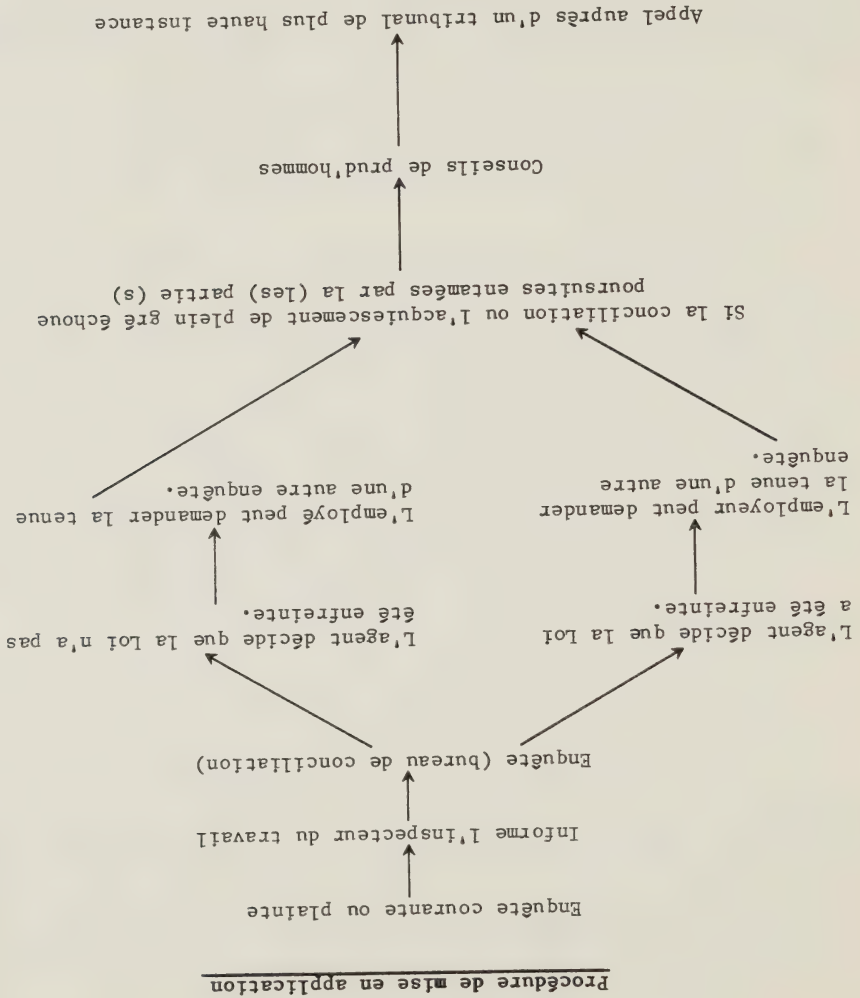 Procédure de mise en application
Enquête courante ou plainte
Informe l'inspecteur du travail
Enquête (bureau de conciliation)
L'agent décide que la Loi
a été enfreinte.
L'agent décide que la Loi n'a pas
été enfreinte.
L'employeur peut demander
la tenue d'une autre
enquête.
L'employé peut demander la tenue
d'une autre enquête.
Si la conciliation ou l'acquiescement de plein gré échoue
poursuites entamées par la (les) partie (s)
Conseils de prud'hommes
Appel auprès d'un tribunal de plus haute instance